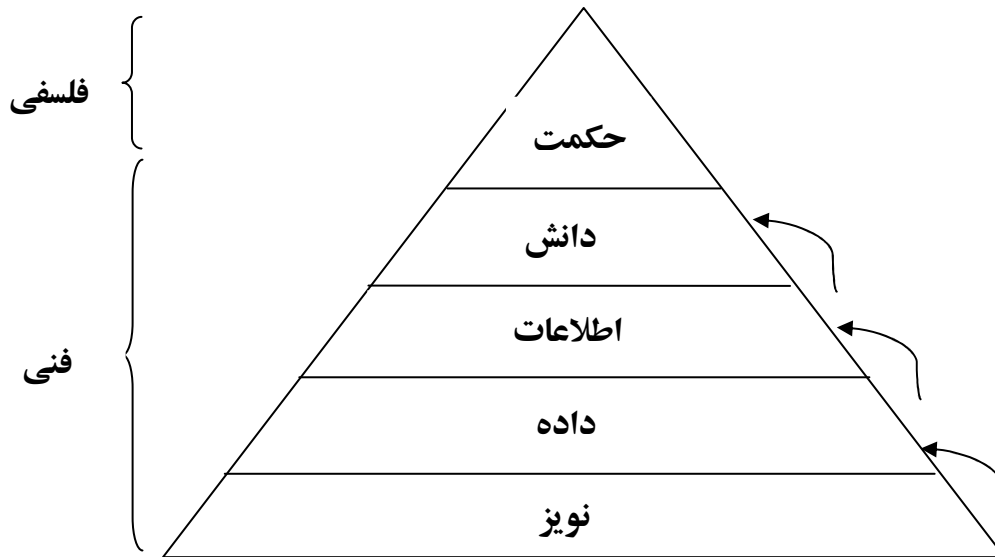 فلسفی
حکمت
دانش
اطلاعات
فنی
داده
نویز